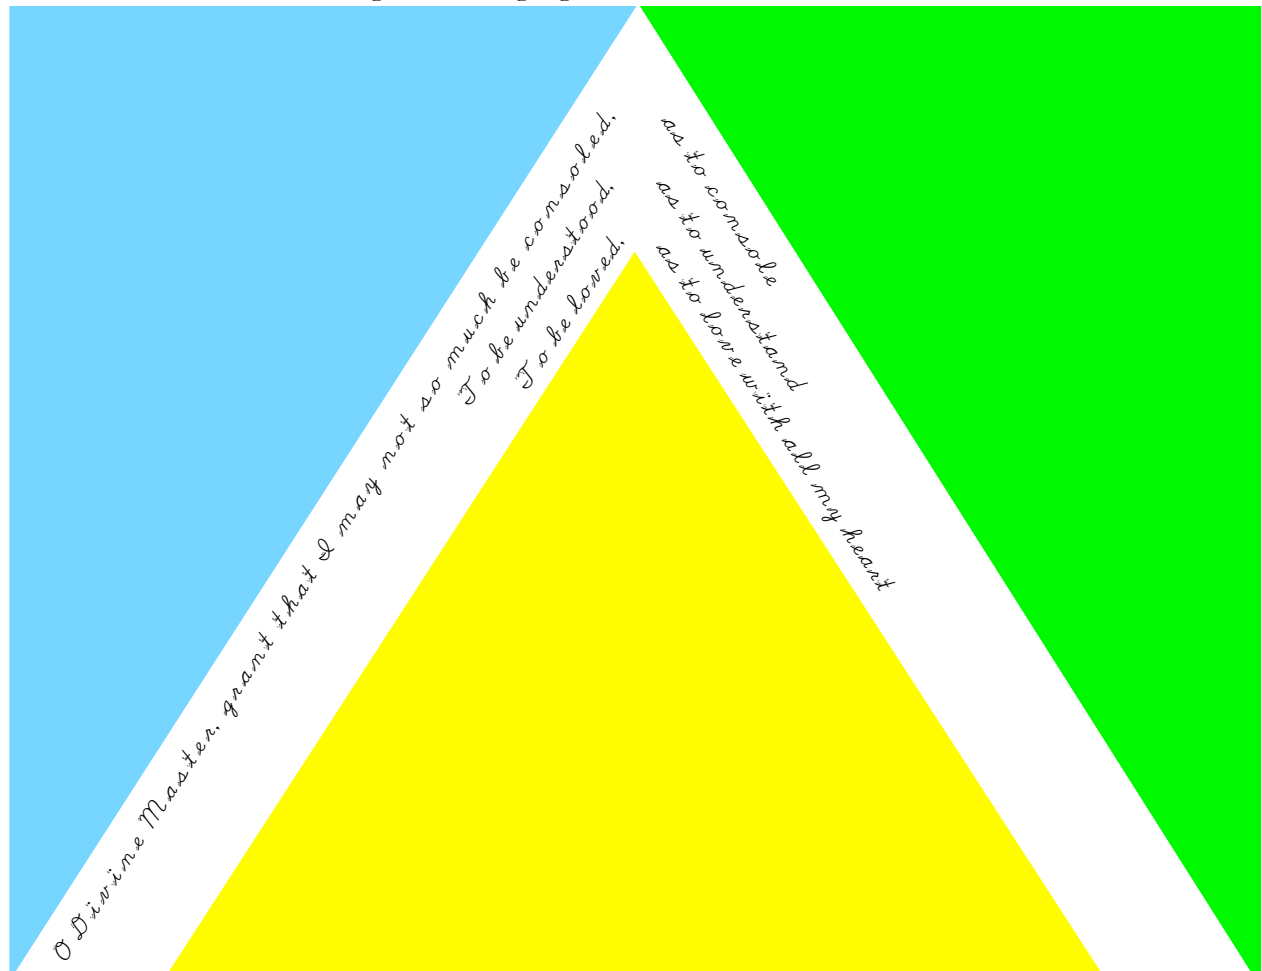 O Divine Master, grant that I may not so much be consoled,
as to console
To be understood,
as to understand
To be loved,
as to love with all my heart